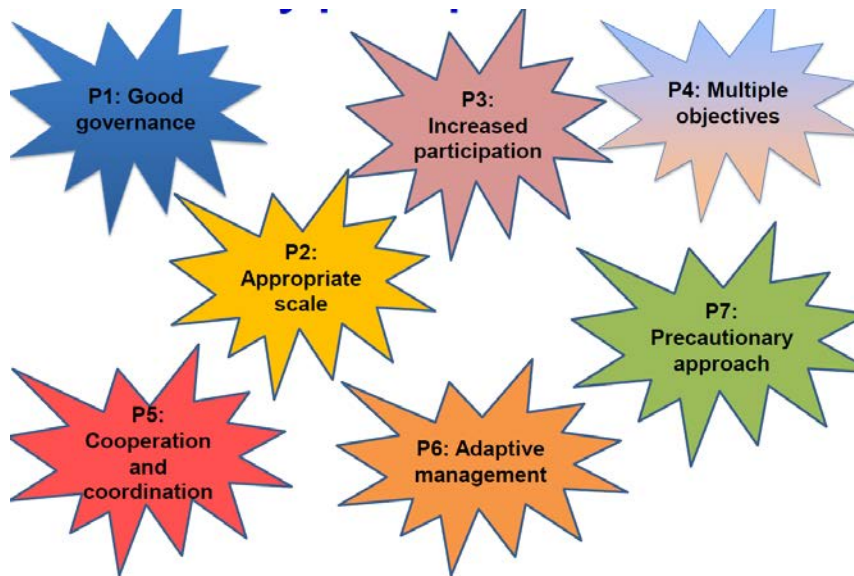 P1: Good
governance
P3:
Increased
participation
P4: Multiple
objectives
P2:
Appropriate
scale
P7:
Precautionary
approach
P5:
Cooperation
and
coordination
P6: Adaptive
management